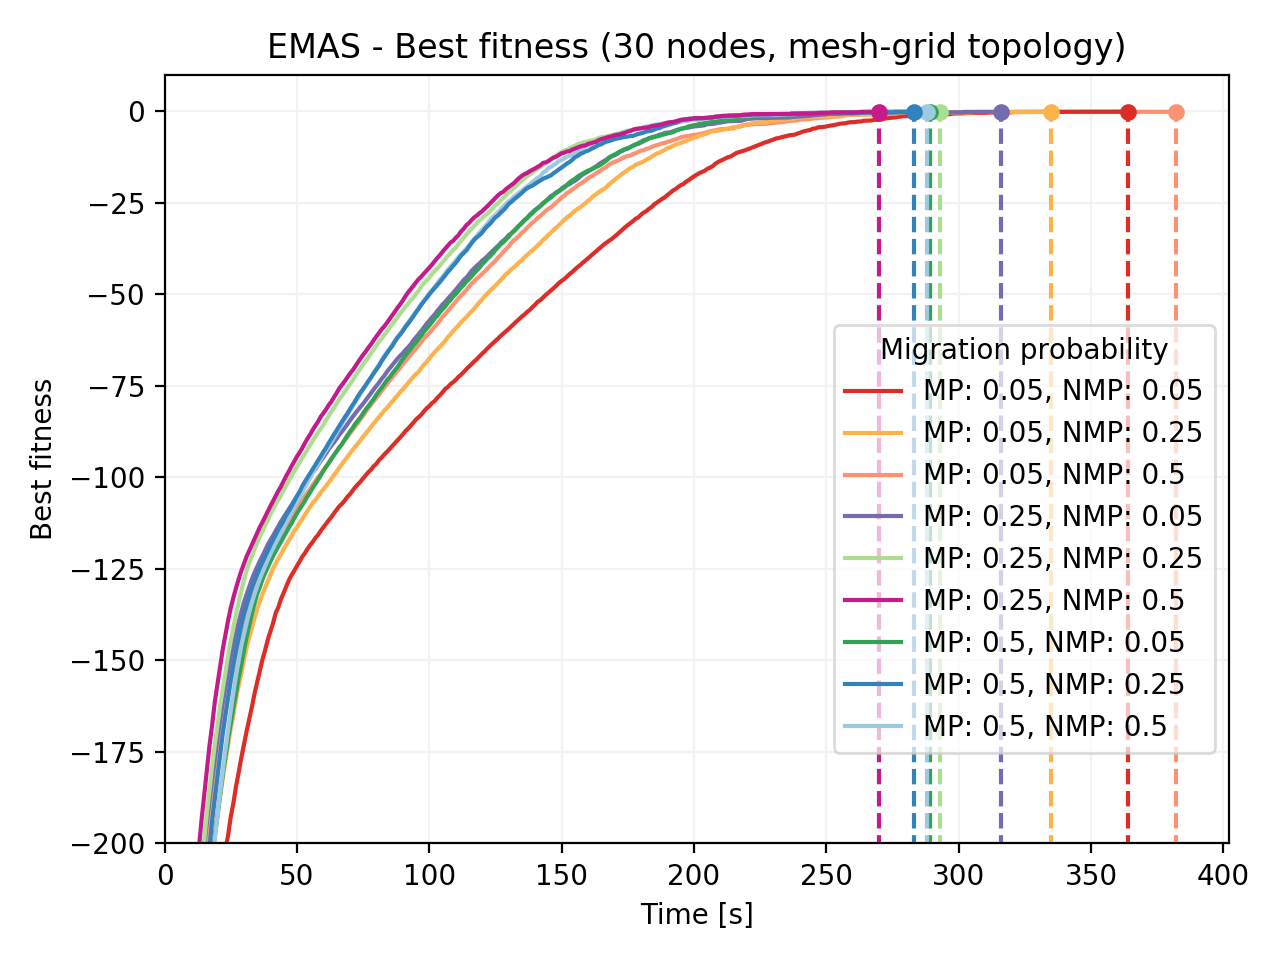 EMAS - Best fitness (30 nodes, mesh-grid topology)
0
−25
−50
−75
−100
−125
−150
−175
−200
Best fitness
Migration probability
MP: 0.05, NMP: 0.05
MP: 0.05, NMP: 0.25
MP: 0.05, NMP: 0.5
MP: 0.25, NMP: 0.05
MP: 0.25, NMP: 0.25
MP: 0.25, NMP: 0.5
MP: 0.5, NMP: 0.05
MP: 0.5, NMP: 0.25
MP: 0.5, NMP: 0.5
0 50 100 150 200 250 300 350 400
Time [s]